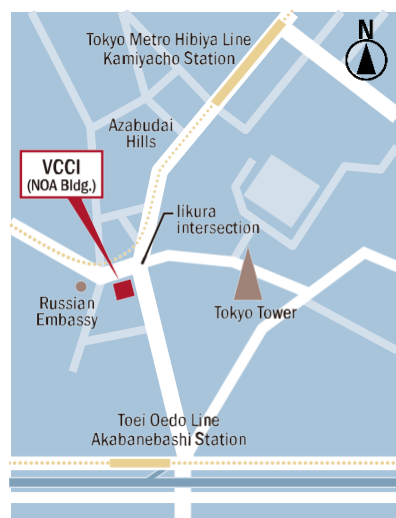 N
Tokyo Metro Hibiya Line
Kamiyacho Station
Azabudai
Hills
VCCI
(NOA Bldg.)
Iikura
intersection
Russian
Embassy
Tokyo Tower
Toei Oedo Line
Akabanebashi Station